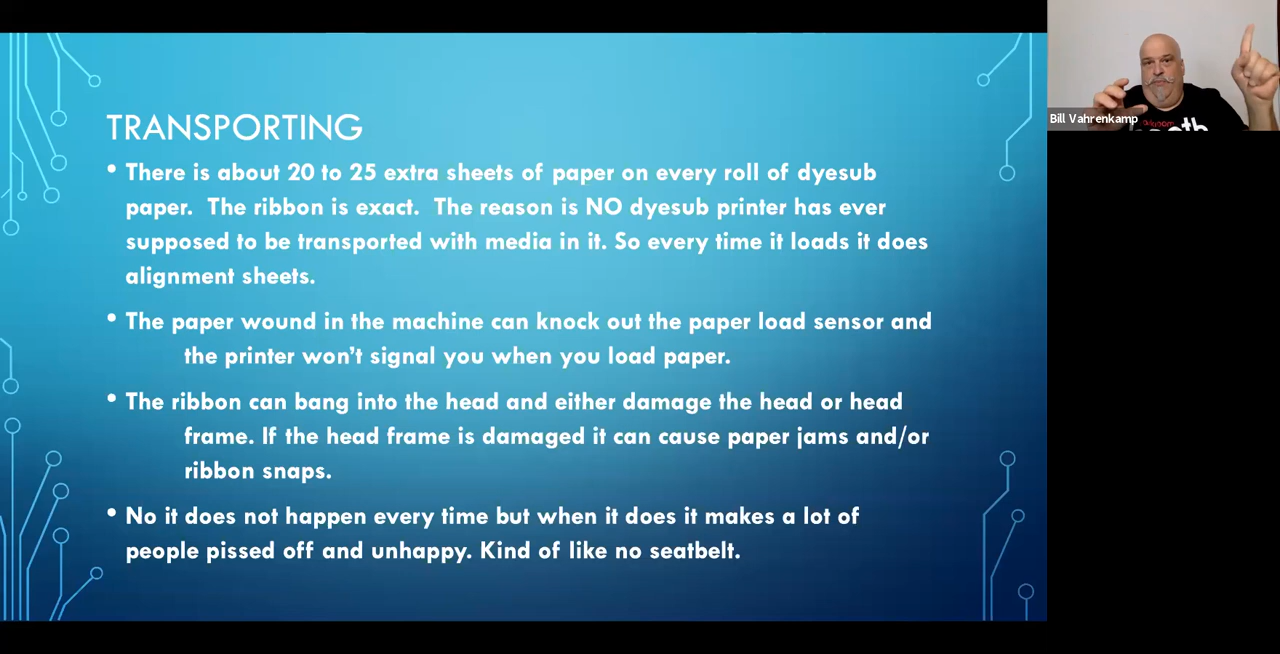 TRANSPORTING
• There is about 20 to 25 extra sheets of paper on every roll of dyesub
paper. The ribbon is exact. The reason is NO dyesub printer has ever
supposed to be transported with media in it. So every time it loads it does
alignment sheets.
• The paper wound in the machine can knock out the paper load sensor and
the printer won't signal you when you load paper.
• The ribbon can bang into the head and either damage the head or head
frame. If the head frame is damaged it can cause paper jams and/or
ribbon snaps.
• No it does not happen every time but when it does it makes a lot of
people pissed off and unhappy. Kind of like no seatbelt.
Bill Vahrenkamp